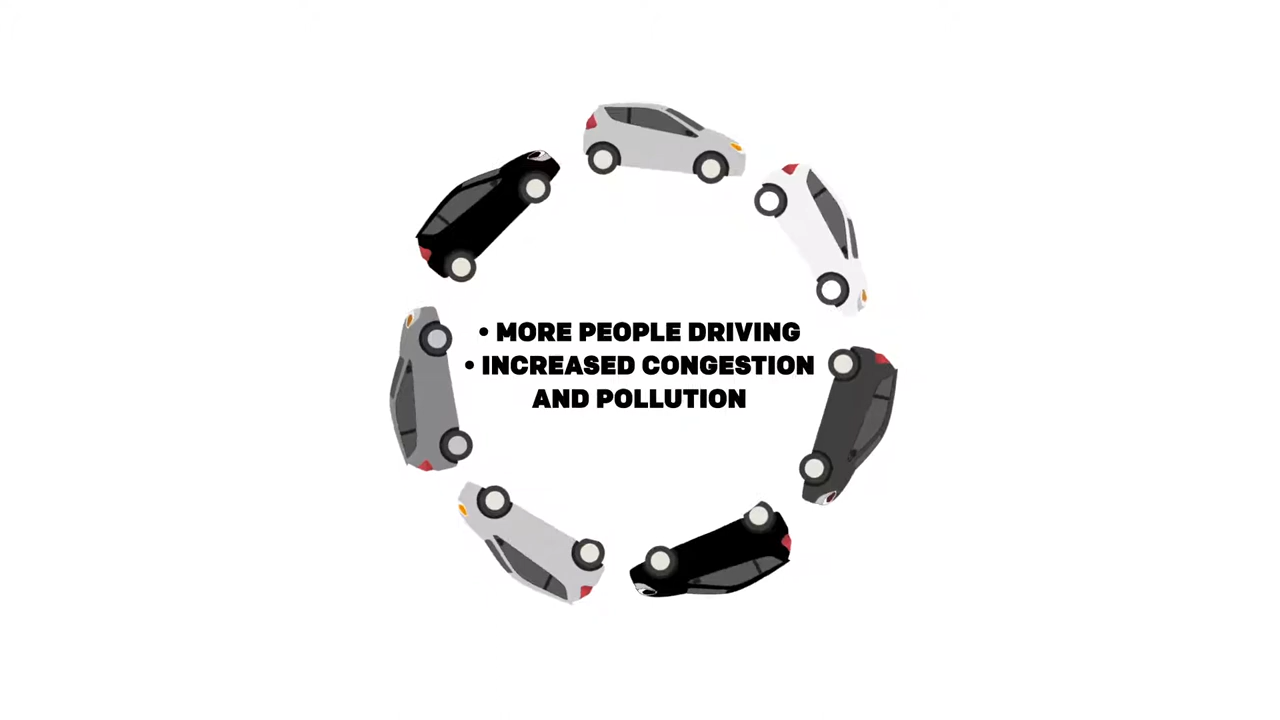 • MORE PEOPLE DRIVING
• INCREASED CONGESTION
AND POLLUTION